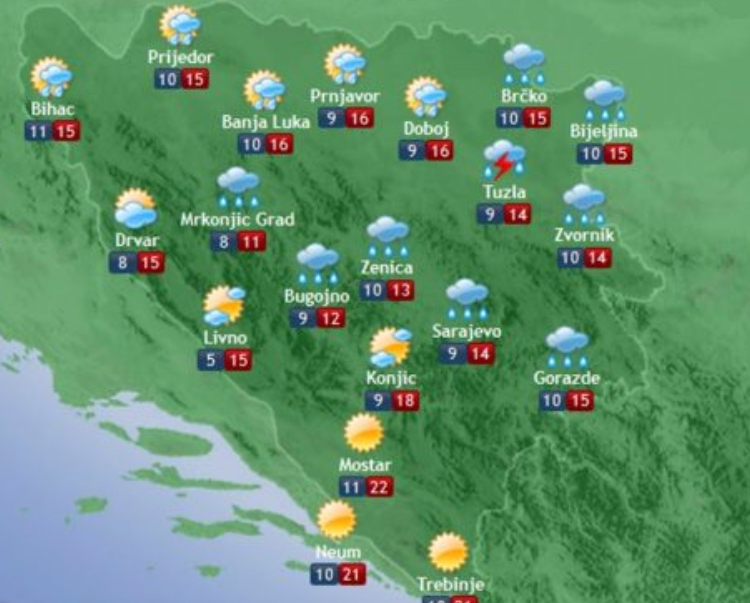 Prijedor
10 15
Bihac
11 15
Banja Luka
10 16
Prnjavor
9 16
Doboj
9 16
Brčko
10 15
Bijeljina
10 15
Tuzla
9 14
Zvornik
10 14
Mrkonjic Grad
8 11
Drvar
8 15
Zenica
10 13
Bugojno
9 12
Livno
5 15
Sarajevo
9 14
Konjic
9 18
Gorazde
10 15
Mostar
11 22
Neum
10 21
Trebinje